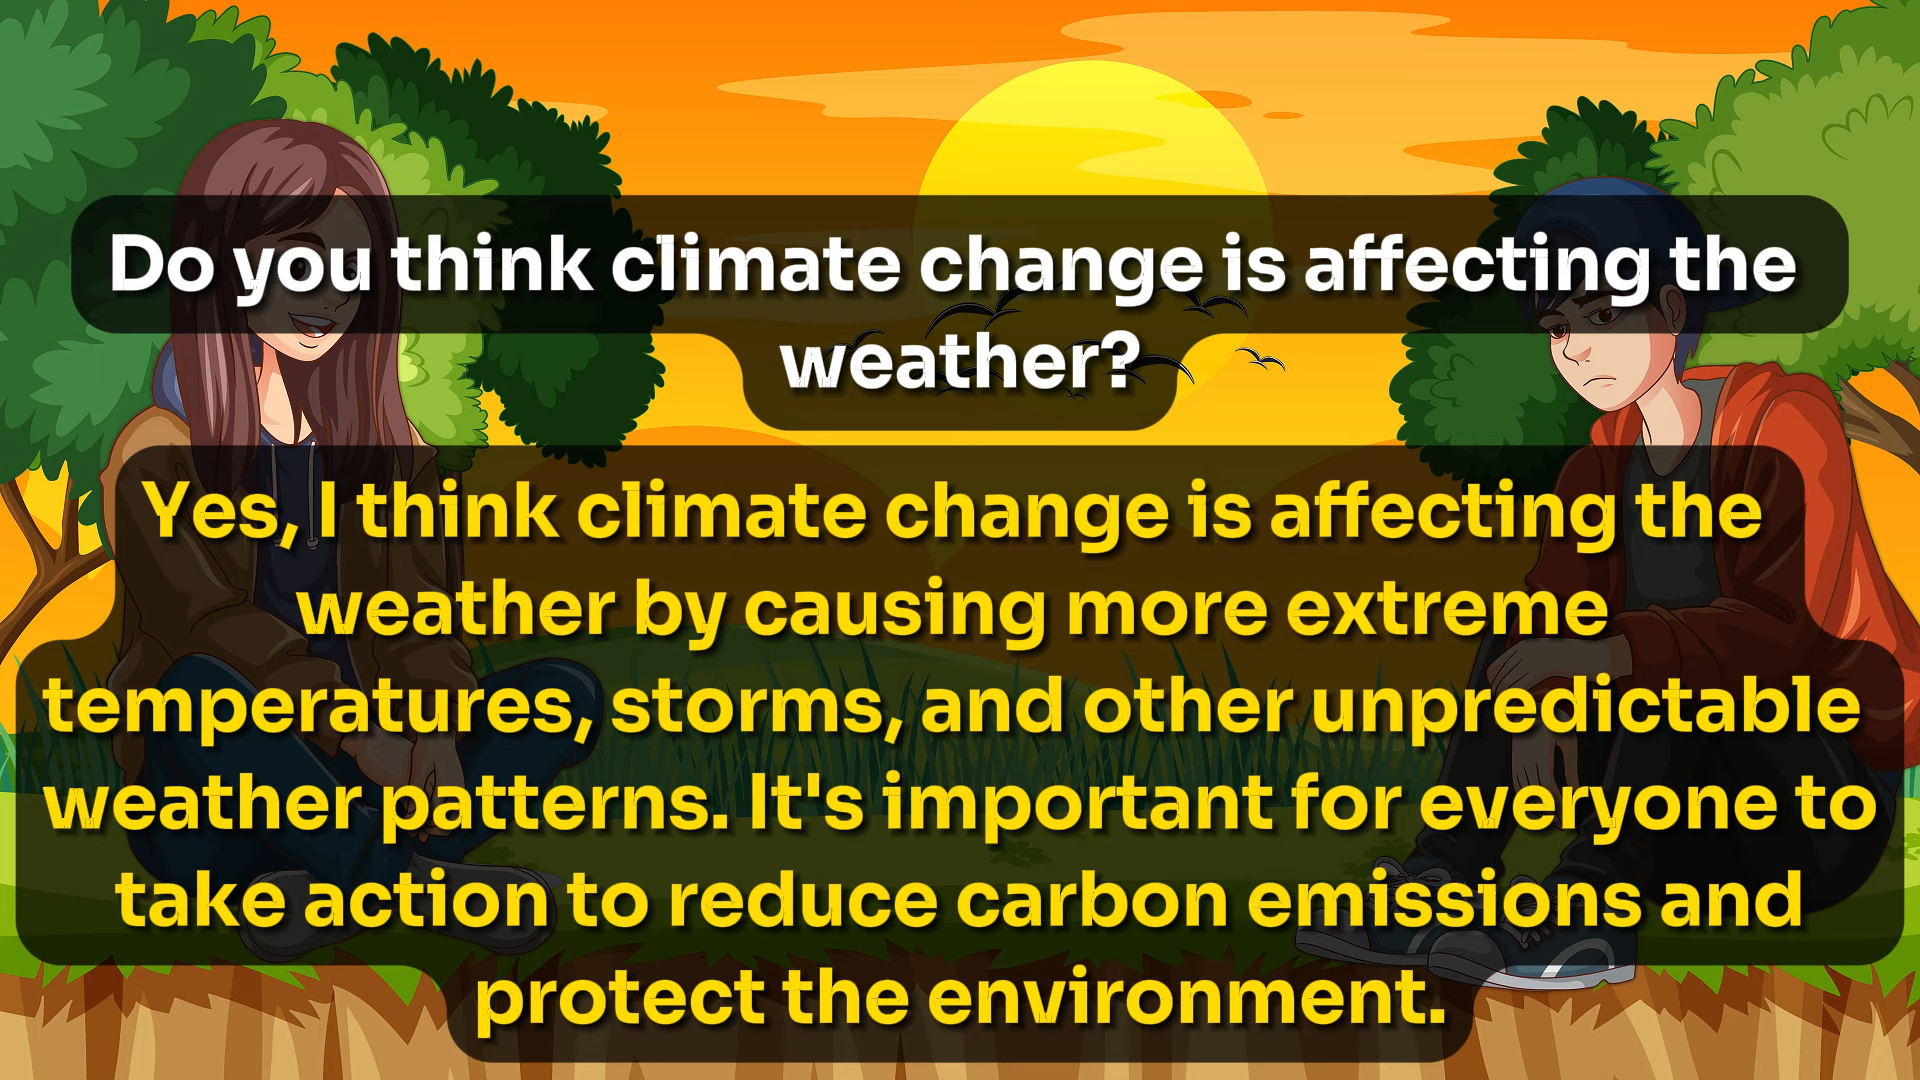 Do you think climate change is affecting the
weather?
Yes, I think climate change is affecting the
weather by causing more extreme
temperatures, storms, and other unpredictable
weather patterns. It's important for everyone to
take action to reduce carbon emissions and
protect the environment.